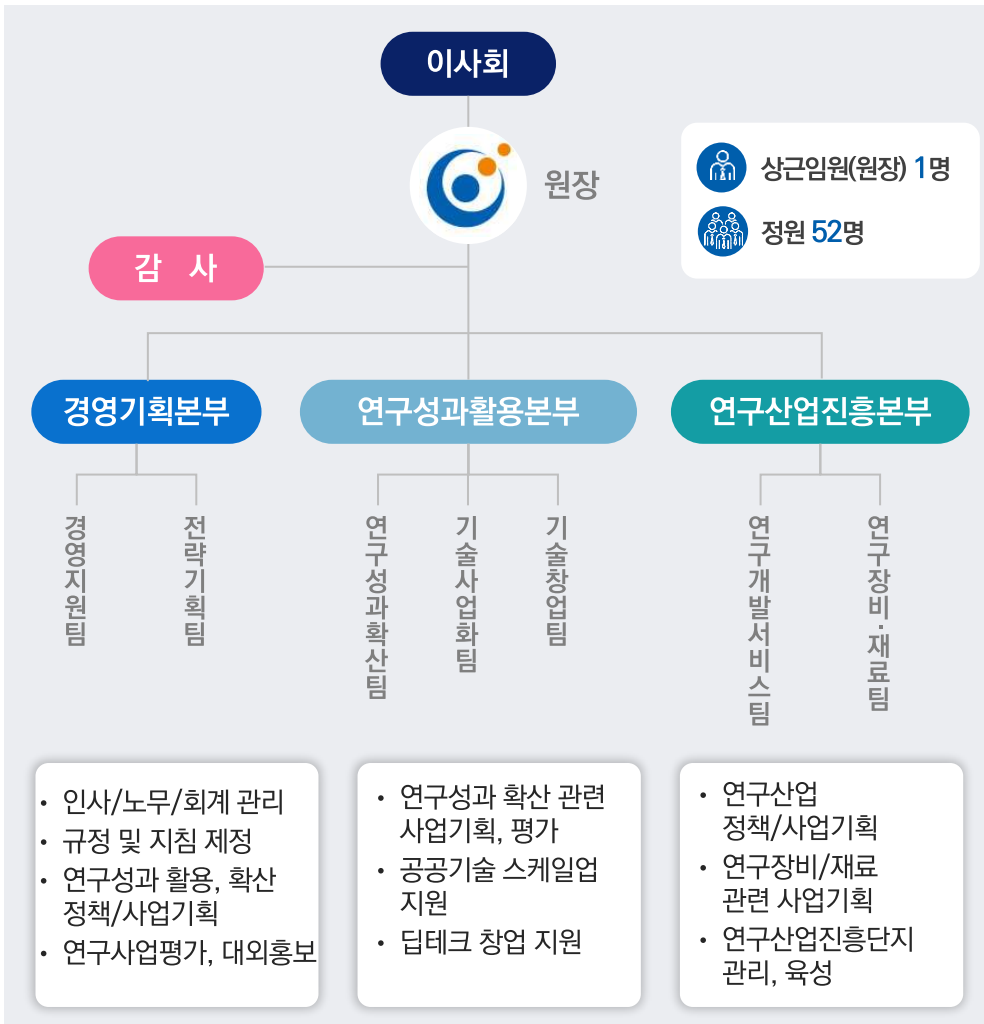 이사회
원장
상근임원(원장) 1명
정원 52명
감 사
경영기획본부
연구성과활용본부
연구산업진흥본부
경영지원팀
전략기획팀
연구성과확산팀
기술사업화팀
기술창업팀
연구개발서비스팀
연구장비·재료팀
• 인사/노무/회계 관리
• 규정 및 지침 제정
• 연구성과 활용, 확산
정책/사업기획
• 연구사업평가, 대외홍보
• 연구성과 확산 관련
사업기획, 평가
• 공공기술 스케일업
지원
• 딥테크 창업 지원
• 연구산업
정책/사업기획
• 연구장비/재료
관련 사업기획
• 연구산업진흥단지
관리, 육성